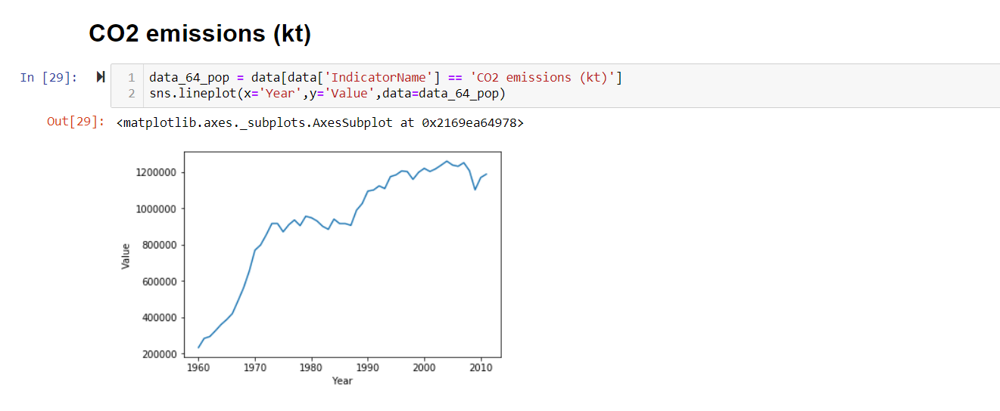 CO2 emissions (kt)
In [29]:
1 data_64_pop = data[data['IndicatorName'] == 'CO2 emissions (kt)']
2 sns.lineplot(x='Year',y='Value',data=data_64_pop)
Out[29]: <matplotlib.axes._subplots.AxesSubplot at 0x2169ea64978>
1200000
1000000
800000
600000
400000
200000
Value
1960 1970 1980 1990 2000 2010
Year